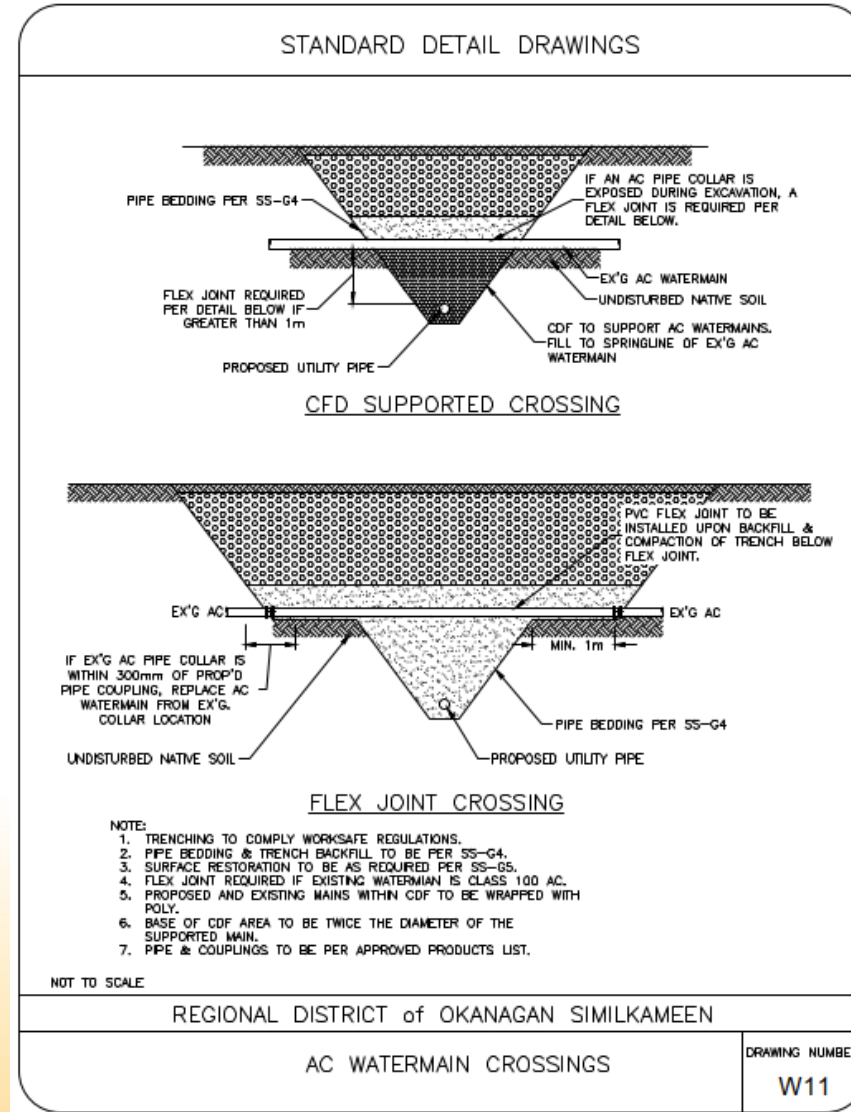 STANDARD DETAIL DRAWINGS
PIPE BEDDING PER SS-G4
IF AN AC PIPE COLLAR IS
EXPOSED DURING EXCAVATION, A
FLEX JOINT IS REQUIRED PER
DETAIL BELOW.
EX'G AC WATERMAIN
UNDISTURBED NATIVE SOIL
FLEX JOINT REQUIRED
PER DETAIL BELOW IF
GREATER THAN 1m
CDF TO SUPPORT AC WATERMAINS.
FILL TO SPRINGLINE OF EX'G AC
WATERMAIN
PROPOSED UTILITY PIPE
CFD SUPPORTED CROSSING
PVC FLEX JOINT TO BE
INSTALLED UPON BACKFILL &
COMPACTION OF TRENCH BELOW
FLEX JOINT.
EX'G AC
EX'G AC
MIN. 1m
IF EX'G AC PIPE COLLAR IS
WITHIN 300mm OF PROP'D
PIPE COUPLING, REPLACE AC
WATERMAIN FROM EX'G.
COLLAR LOCATION
PIPE BEDDING PER SS-G4
UNDISTURBED NATIVE SOIL
PROPOSED UTILITY PIPE
FLEX JOINT CROSSING
NOTE:
1. TRENCHING TO COMPLY WORKSAFE REGULATIONS.
2. PIPE BEDDING & TRENCH BACKFILL TO BE PER SS-G4.
3. SURFACE RESTORATION TO BE AS REQUIRED PER SS-G5.
4. FLEX JOINT REQUIRED IF EXISTING WATERMIAN IS CLASS 100 AC.
5. PROPOSED AND EXISTING MAINS WITHIN CDF TO BE WRAPPED WITH
POLY.
6. BASE OF CDF AREA TO BE TWICE THE DIAMETER OF THE
SUPPORTED MAIN.
7. PIPE & COUPLINGS TO BE PER APPROVED PRODUCTS LIST.
NOT TO SCALE
REGIONAL DISTRICT of OKANAGAN SIMILKAMEEN
AC WATERMAIN CROSSINGS
DRAWING NUMBE
W11